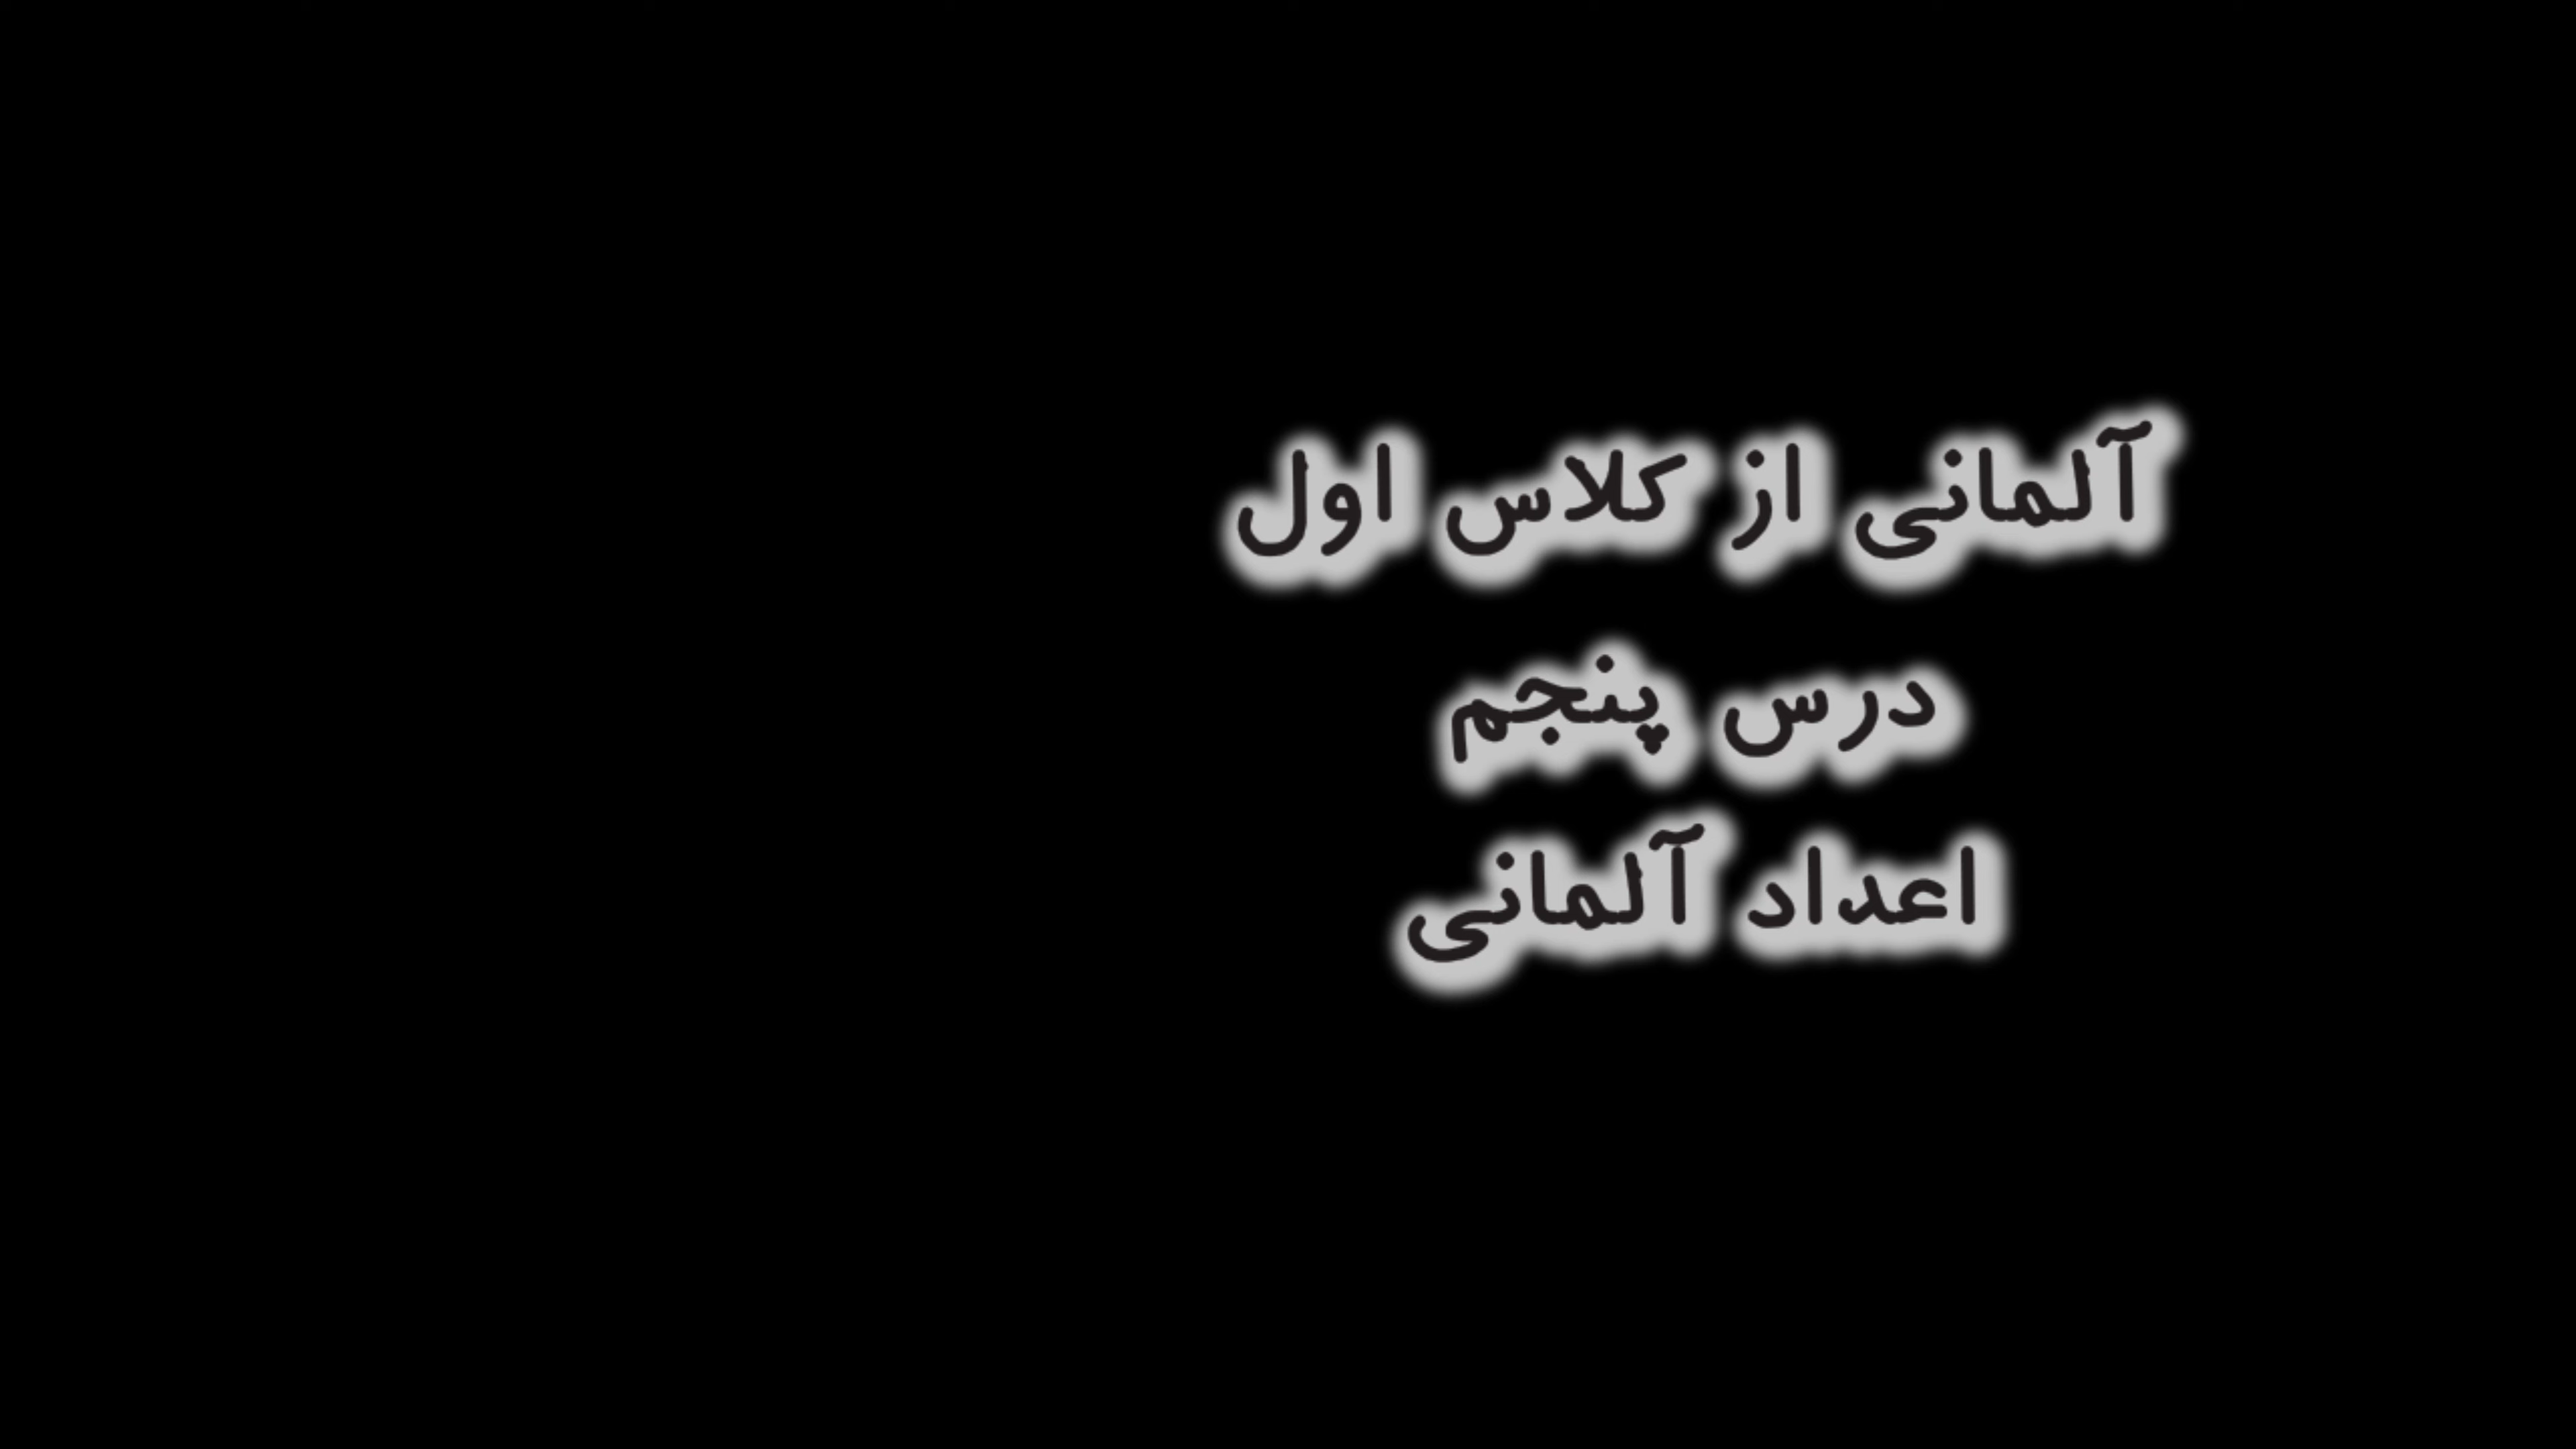 آلمانی از کلاس اول
درس پنجم
اعداد آلمانی